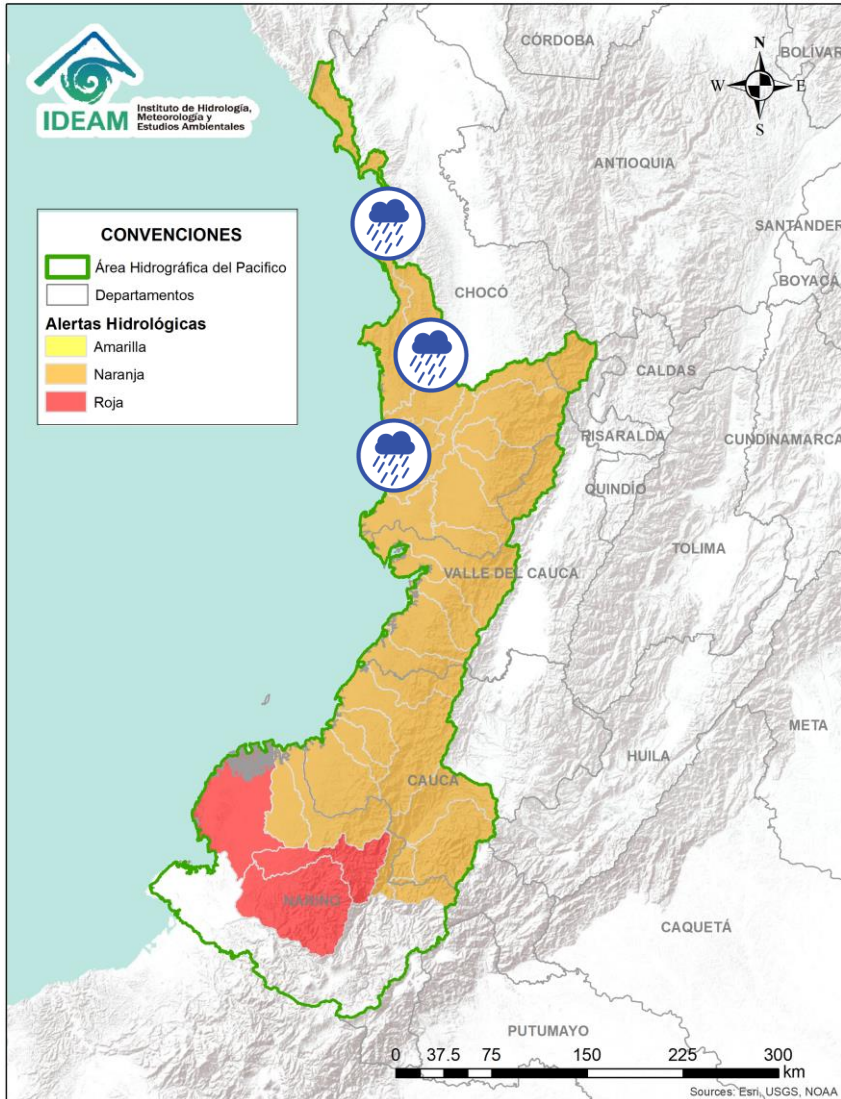 IDEAM
Instituto de Hidrología,
Meteorología y
Estudios Ambientales
CÓRDOBA
BOLÍVAR
N
W
E
S
ANTIOQUIA
SANTANDER
BOYACÁ
CONVENCIONES
Área Hidrográfica del Pacifico
Departamentos
Alertas Hidrológicas
Amarilla
Naranja
Roja
CHOCÓ
CALDAS
RISARALDA
CUNDINAMARCA
QUINDÍO
TOLIMA
VALLE DEL CAUCA
META
HUILA
CAUCA
NARIÑO
CAQUETÁ
PUTUMAYO
0 37.5 75 150 225 300
km
Sources: Esri, USGS, NOAA